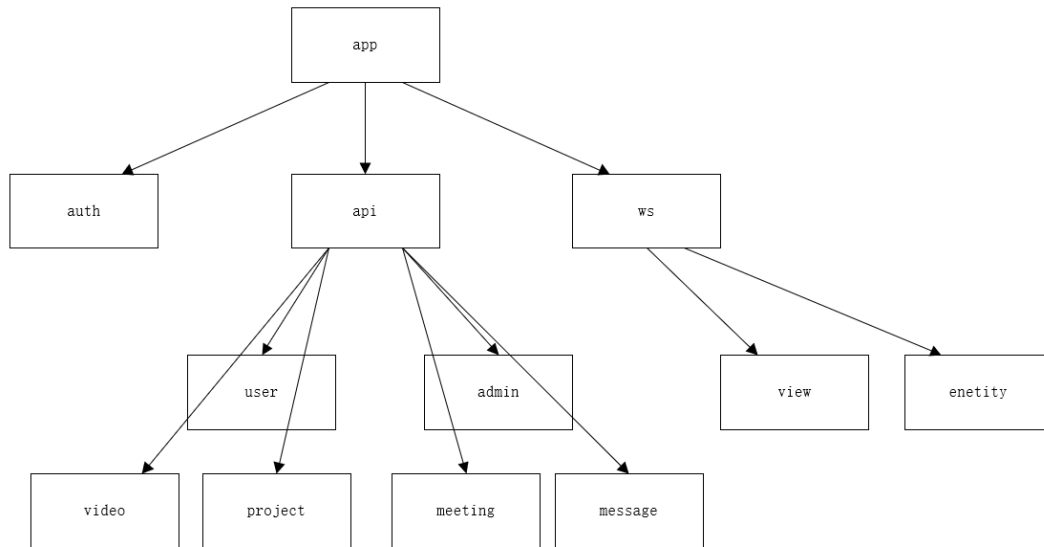 app
auth
api
ws
user
admin
view
enetity
video
project
meeting
message